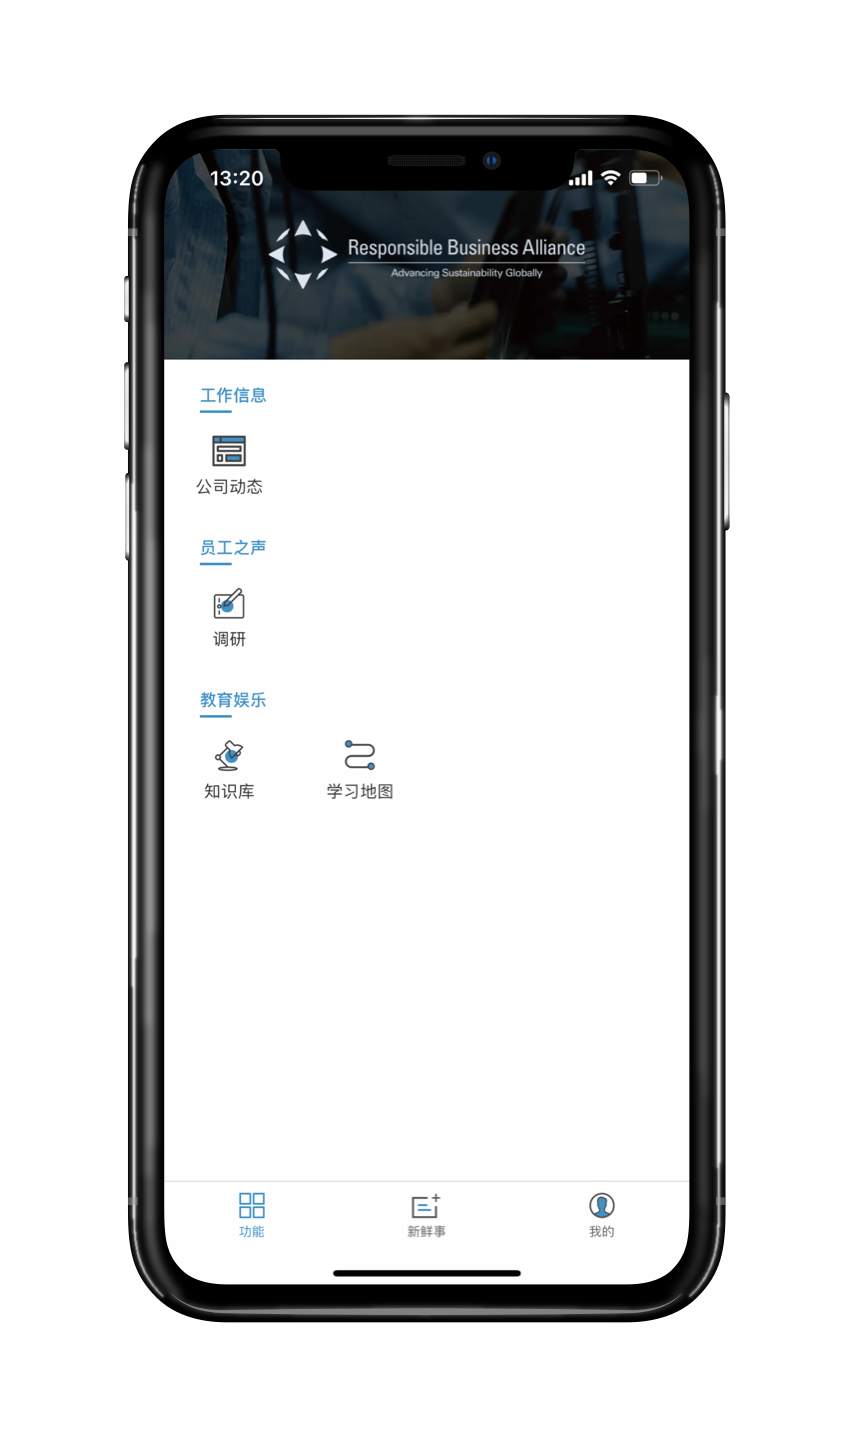 13:20
Responsible Business Alliance
Advancing Sustainability Globally
工作信息
公司动态
员工之声
调研
教育娱乐
知识库 学习地图
功能 新鲜事 我的